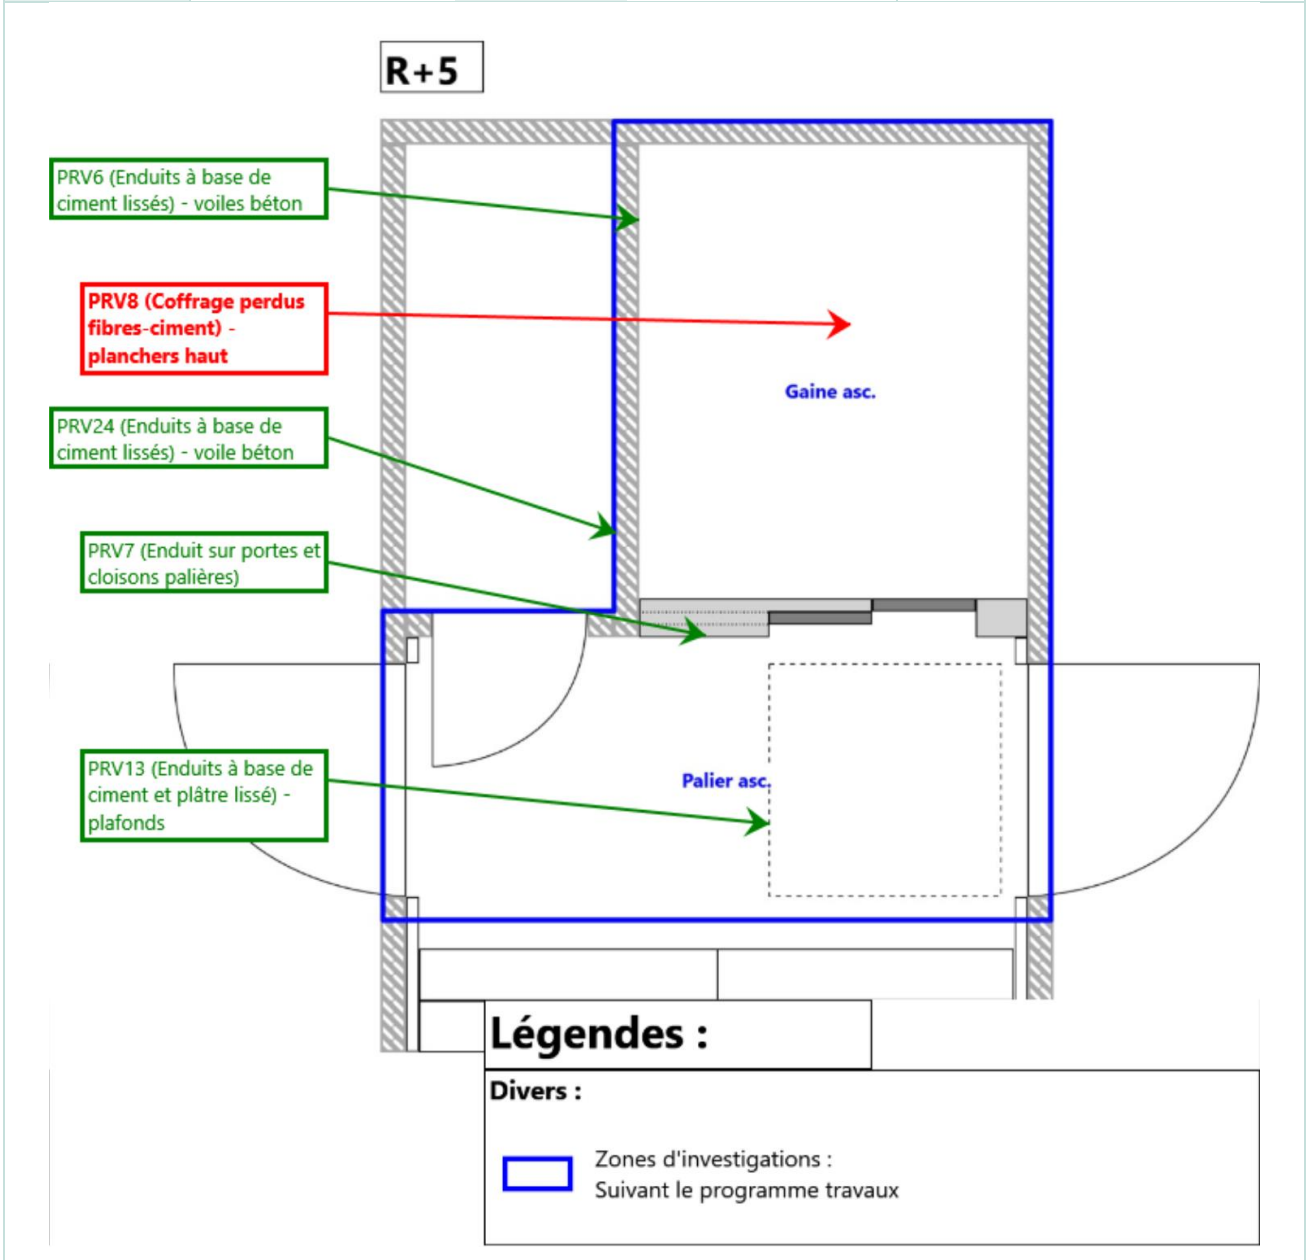 R+5
PRV6 (Enduits à base de
ciment lissés) - voiles béton
PRV8 (Coffrage perdus
fibres-ciment) -
planchers haut
Gaine asc.
PRV24 (Enduits à base de
ciment lissés) - voile béton
PRV7 (Enduit sur portes et
cloisons palières)
PRV13 (Enduits à base de
ciment et plâtre lissé) -
plafonds
Palier asc.
Légendes :
Divers :
Zones d'investigations :
Suivant le programme travaux